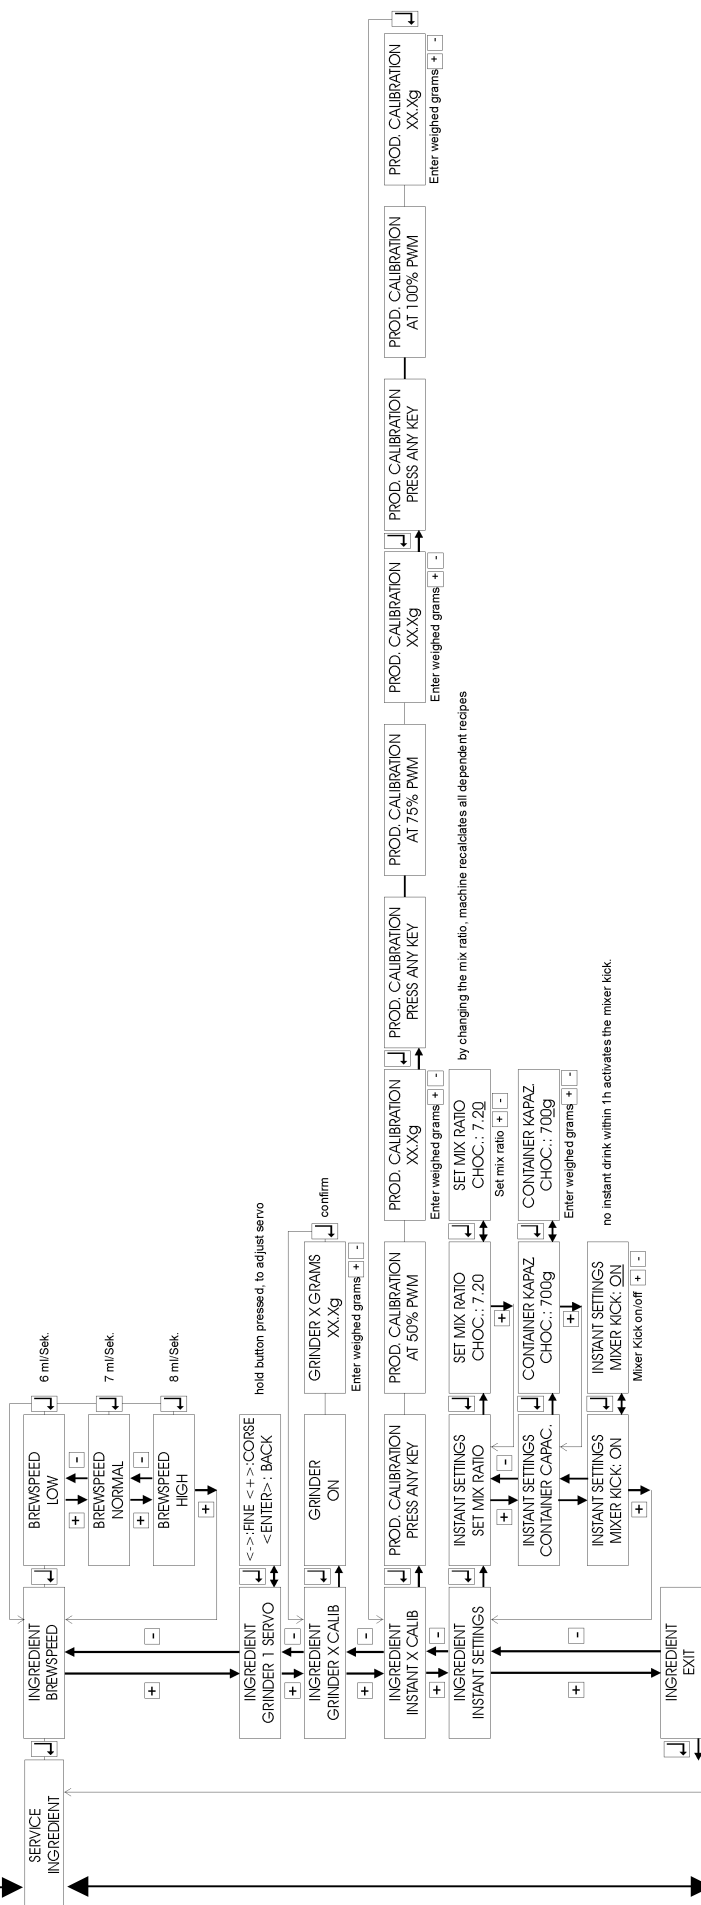 SERVICE
INGREDIENT
INGREDIENT
BREWSPEED
BREWSPEED
LOW
6 ml/Sek.
+
-
BREWSPEED
NORMAL
7 ml/Sek.
+
-
BREWSPEED
HIGH
8 ml/Sek.
+
+
-
INGREDIENT
GRINDER 1 SERVO
<->:FINE <+>:CORSE
<ENTER> : BACK
hold button pressed, to adjust servo
+
-
INGREDIENT
GRINDER X CALIB
GRINDER
ON
GRINDER X GRAMS
XX.Xg
confirm
Enter weighed grams + -
+
-
INGREDIENT
INSTANT X CALIB
PROD. CALIBRATION
PRESS ANY KEY
PROD. CALIBRATION
AT 50% PWM
PROD. CALIBRATION
XX.Xg
Enter weighed grams + -
PROD. CALIBRATION
PRESS ANY KEY
PROD. CALIBRATION
AT 75% PWM
PROD. CALIBRATION
XX.Xg
Enter weighed grams + -
PROD. CALIBRATION
PRESS ANY KEY
PROD. CALIBRATION
AT 100% PWM
PROD. CALIBRATION
XX.Xg
Enter weighed grams + -
+
-
INGREDIENT
INSTANT SETTINGS
INSTANT SETTINGS
SET MIX RATIO
SET MIX RATIO
CHOC.: 7.20
SET MIX RATIO
CHOC.: 7.20
by changing the mix ratio, machine recalclates all dependent recipes
Set mix ratio + -
+
-
+
INSTANT SETTINGS
CONTAINER CAPAC.
CONTAINER KAPAZ.
CHOC.: 700g
CONTAINER KAPAZ.
CHOC.: 700g
Enter weighed grams + -
+
INSTANT SETTINGS
MIXER KICK: ON
INSTANT SETTINGS
MIXER KICK: ON
no instant drink within 1h activates the mixer kick.
Mixer Kick on/off + -
+
+
-
INGREDIENT
EXIT